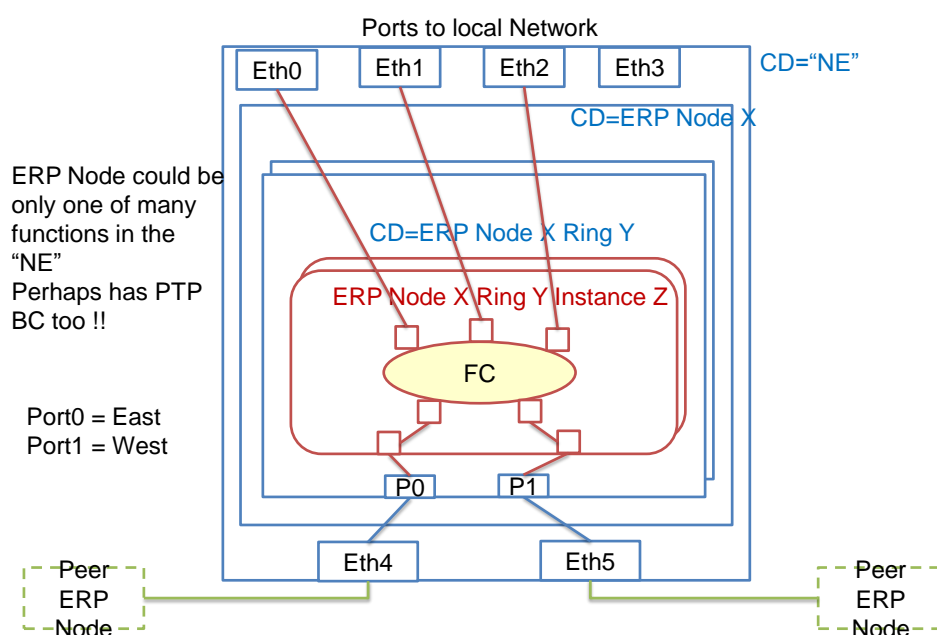 Ports to local Network
Eth0
Eth1
Eth2
Eth3
CD=“NE”
CD=ERP Node X
ERP Node could be
only one of many
functions in the
“NE”
Perhaps has PTP
BC too !!
CD=ERP Node X Ring Y
ERP Node X Ring Y Instance Z
FC
Port0 = East
Port1 = West
P0
P1
Eth4
Eth5
Peer
ERP
Node
Peer
ERP
Node